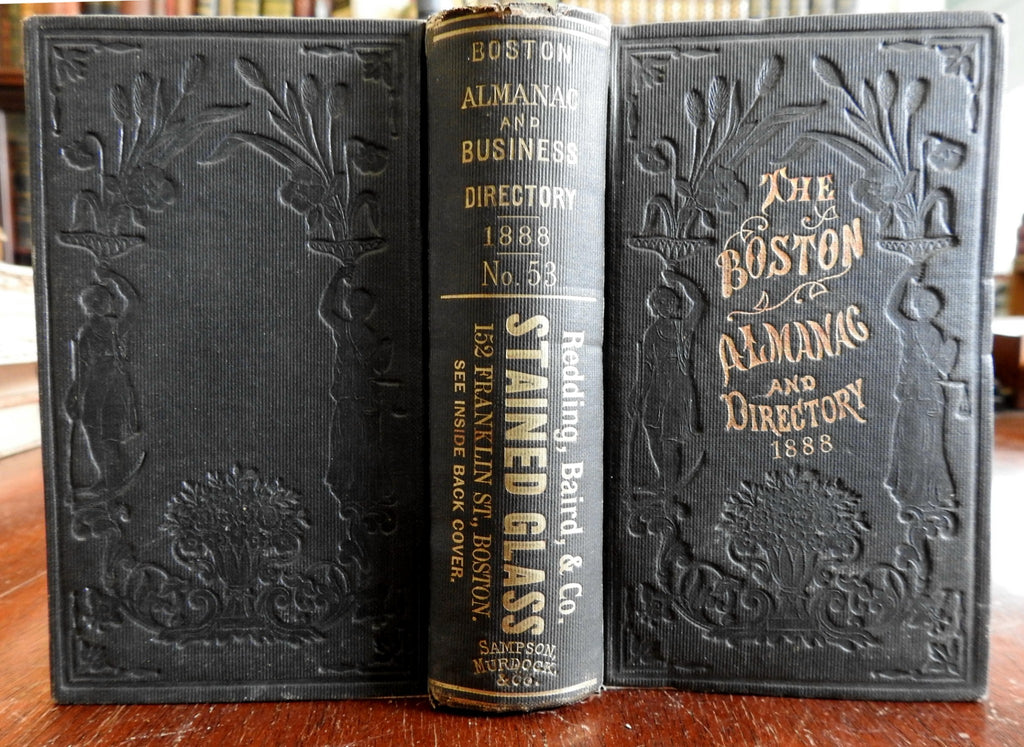 BOSTON
ALMANAC
AND
BUSINESS
DIRECTORY
1888
No. 53
Redding, Baird, & Co.
STAINED GLASS
152 FRANKLIN ST., BOSTON.
SEE INSIDE BACK COVER.
SAMPSON,
MURDOCK,
& Co.
THE
BOSTON
ALMANAC
AND
DIRECTORY
1888